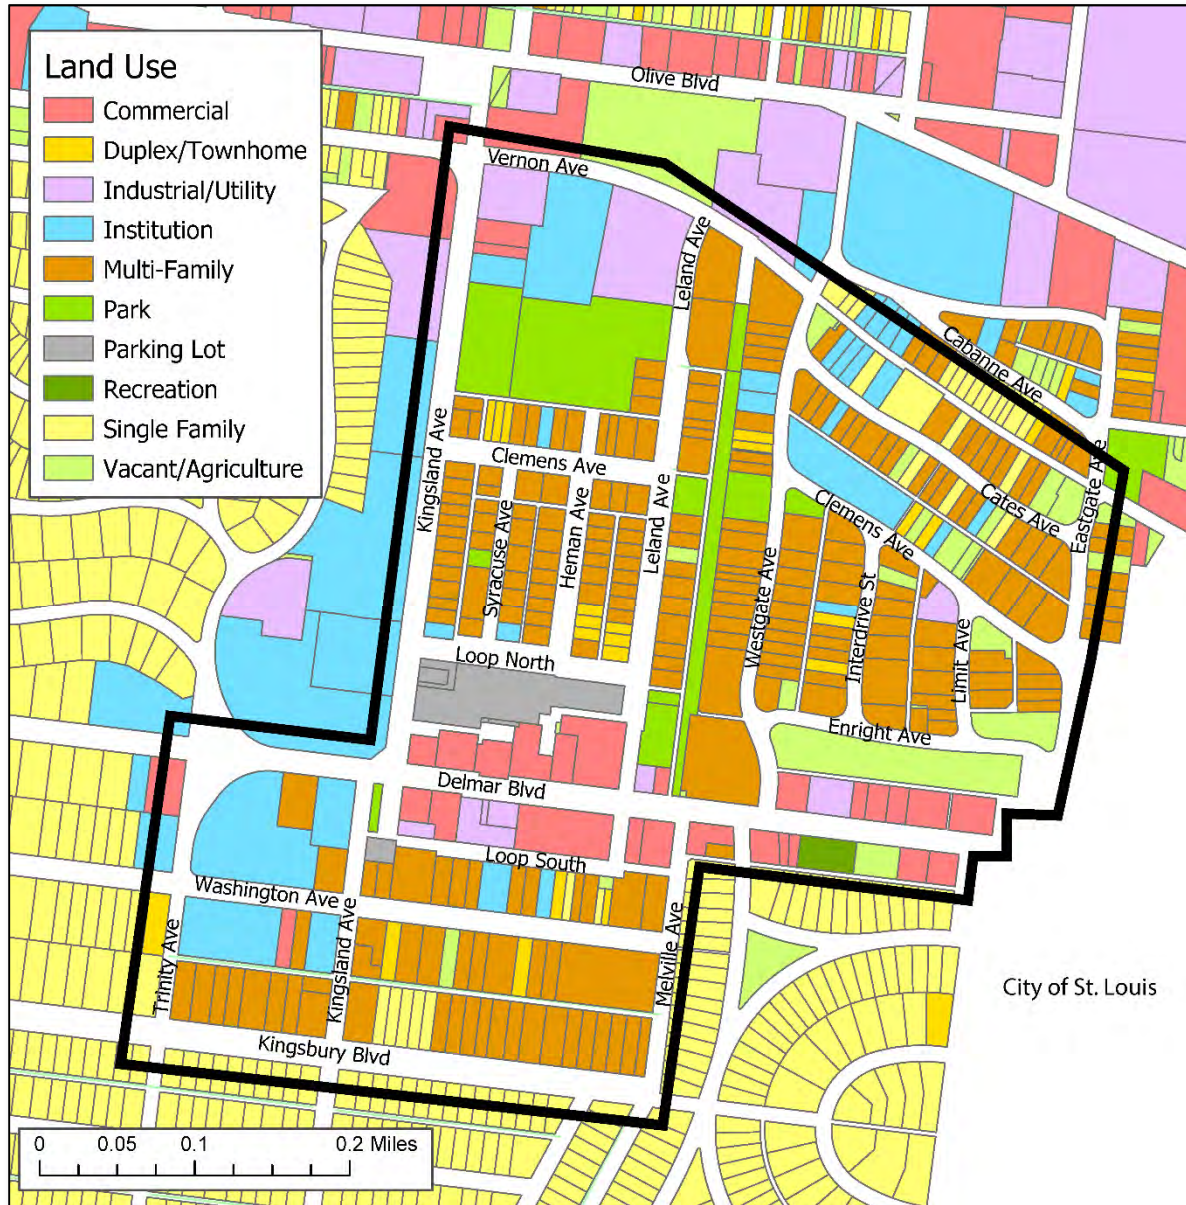 Land Use
Commercial
Duplex/Townhome
Industrial/Utility
Institution
Multi-Family
Park
Parking Lot
Recreation
Single Family
Vacant/Agriculture
Olive Blvd
Vernon Ave
Leland Ave
Cabanne Ave
Kingsland Ave
Clemens Ave
Eastgate Ave
Cates Ave
Clemens Ave
Syracuse Ave
Heman Ave
Leland Ave
Westgate Ave
Interdrive St
Limit Ave
Loop North
Enright Ave
Delmar Blvd
Loop South
Washington Ave
Trinity Ave
Kingsland Ave
Melville Ave
City of St. Louis
Kingsbury Blvd
0 0.05 0.1 0.2 Miles